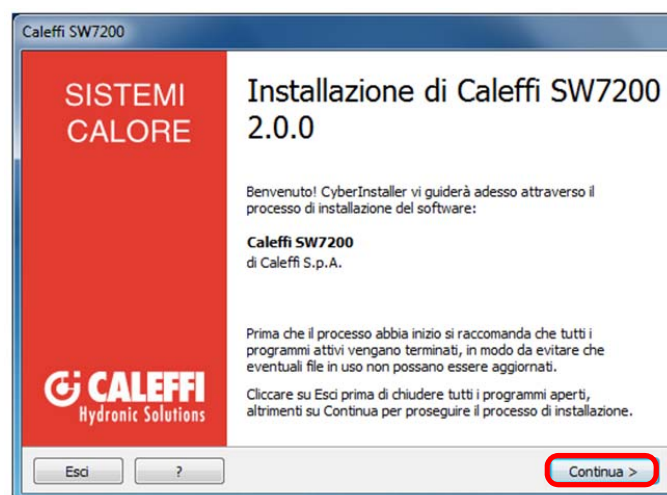 Caleffi SW7200
SISTEMI
CALORE
CALEFFI
Hydronic Solutions
Installazione di Caleffi SW7200
2.0.0
Benvenuto! CyberInstaller vi guiderà adesso attraverso il
processo di installazione del software:
Caleffi SW7200
di Caleffi S.p.A.
Prima che il processo abbia inizio si raccomanda che tutti i
programmi attivi vengano terminati, in modo da evitare che
eventuali file in uso non possano essere aggiornati.
Cliccare su Esci prima di chiudere tutti i programmi aperti,
altrimenti su Continua per proseguire il processo di installazione.
Esci
?
Continua >